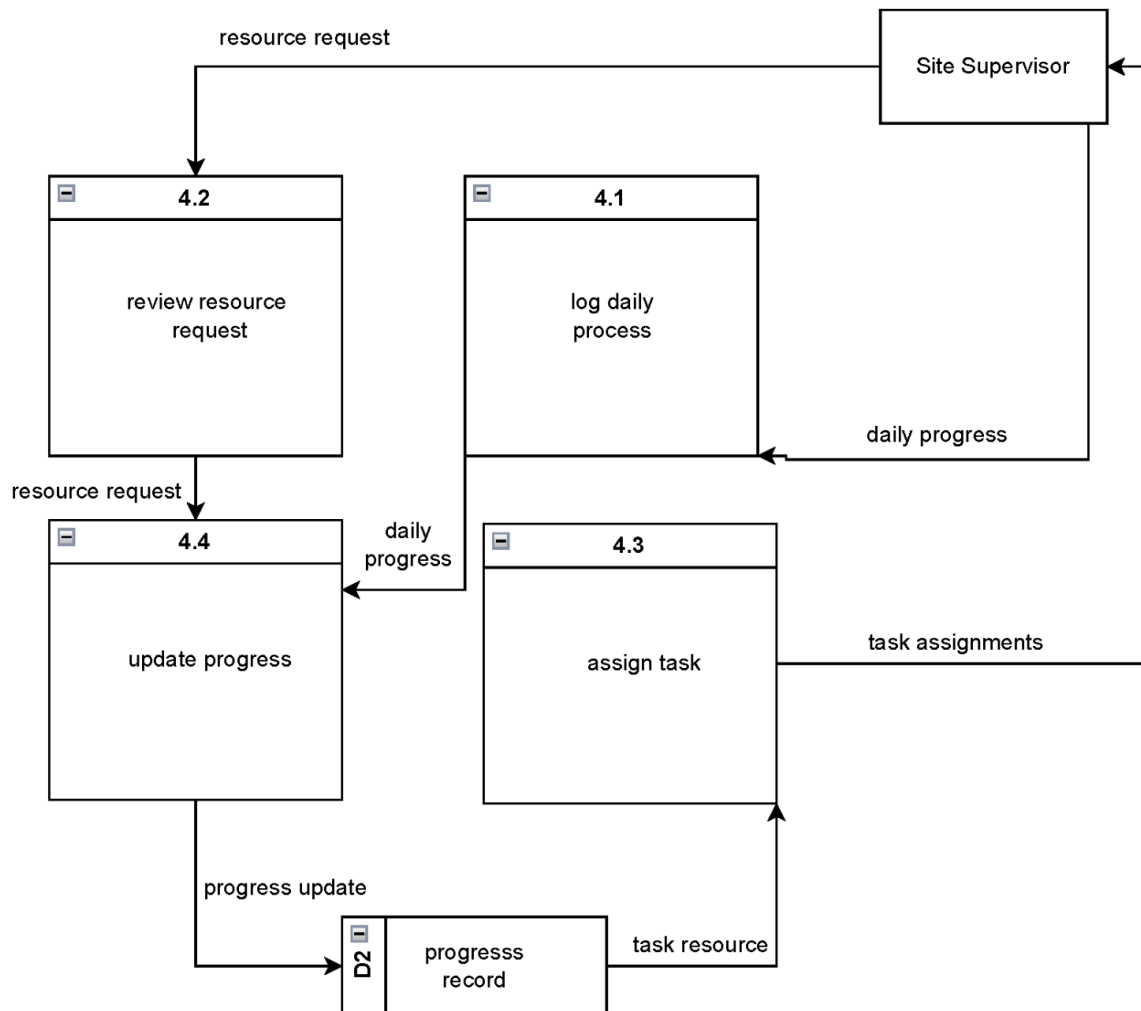 resource request
Site Supervisor
4.2
4.1
review resource
request
log daily
process
daily progress
resource request
4.4
daily
progress
4.3
update progress
assign task
task assignments
progress update
D2
progresss
record
task resource